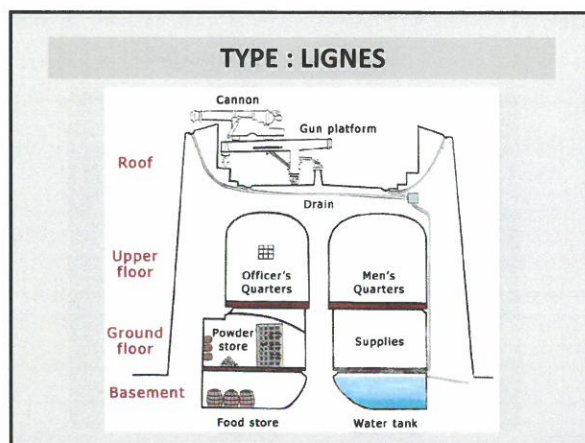 TYPE : LIGNES
Cannon
Gun platform
Roof
Drain
Upper
floor
Officer's
Quarters
Men's
Quarters
Ground
floor
Powder
store
Supplies
Basement
Food store
Water tank